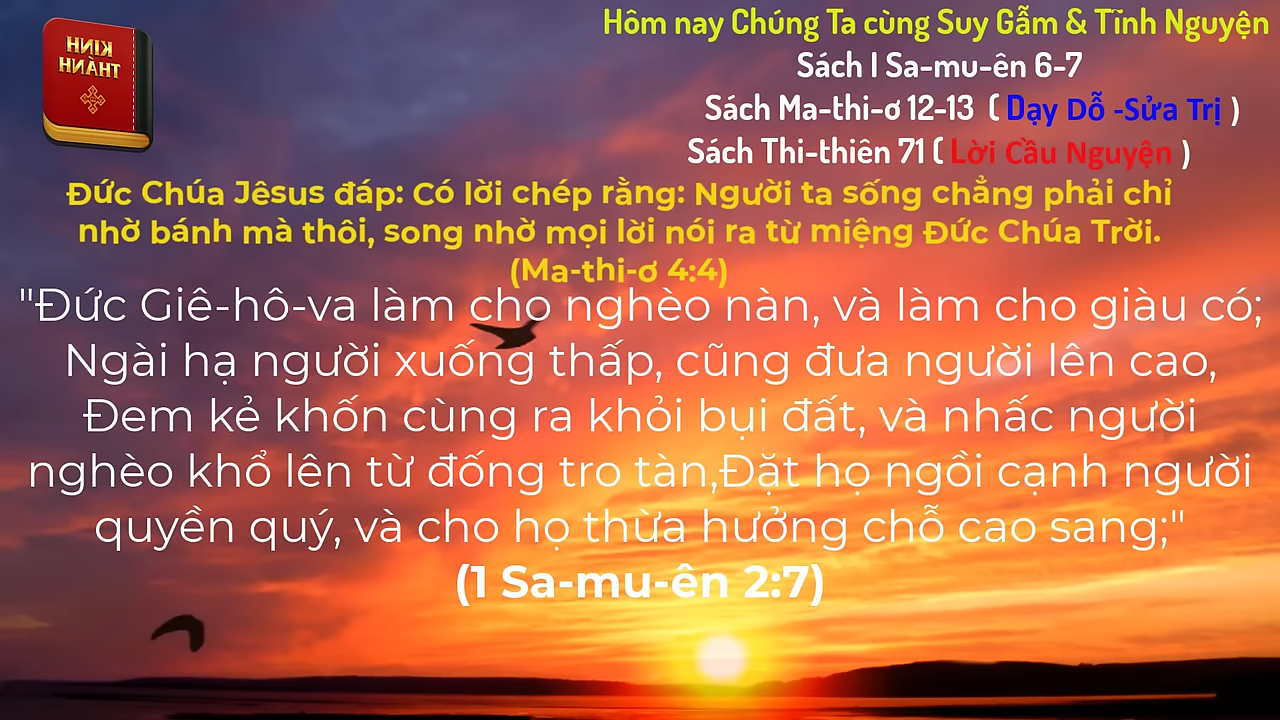 KINH
THÁNH
Hôm nay Chúng Ta cùng Suy Gẫm & Tĩnh Nguyện
Sách I Sa-mu-ên 6-7
Sách Ma-thi-ơ 12-13 ( Dạy Dỗ -Sửa Trị )
Sách Thi-thiên 71 ( Lời Cầu Nguyện )
Đức Chúa Jêsus đáp: Có lời chép rằng: Người ta sống chẳng phải chỉ
nhờ bánh mà thôi, song nhờ mọi lời nói ra từ miệng Đức Chúa Trời.
(Ma-thi-ơ 4:4)
"Đức Giê-hô-va làm cho nghèo nàn, và làm cho giàu có;
Ngài hạ người xuống thấp, cũng đưa người lên cao,
Đem kẻ khốn cùng ra khỏi bụi đất, và nhấc người
nghèo khổ lên từ đống tro tàn,Đặt họ ngồi cạnh người
quyền quý, và cho họ thừa hưởng chỗ cao sang;"
(1 Sa-mu-ên 2:7)